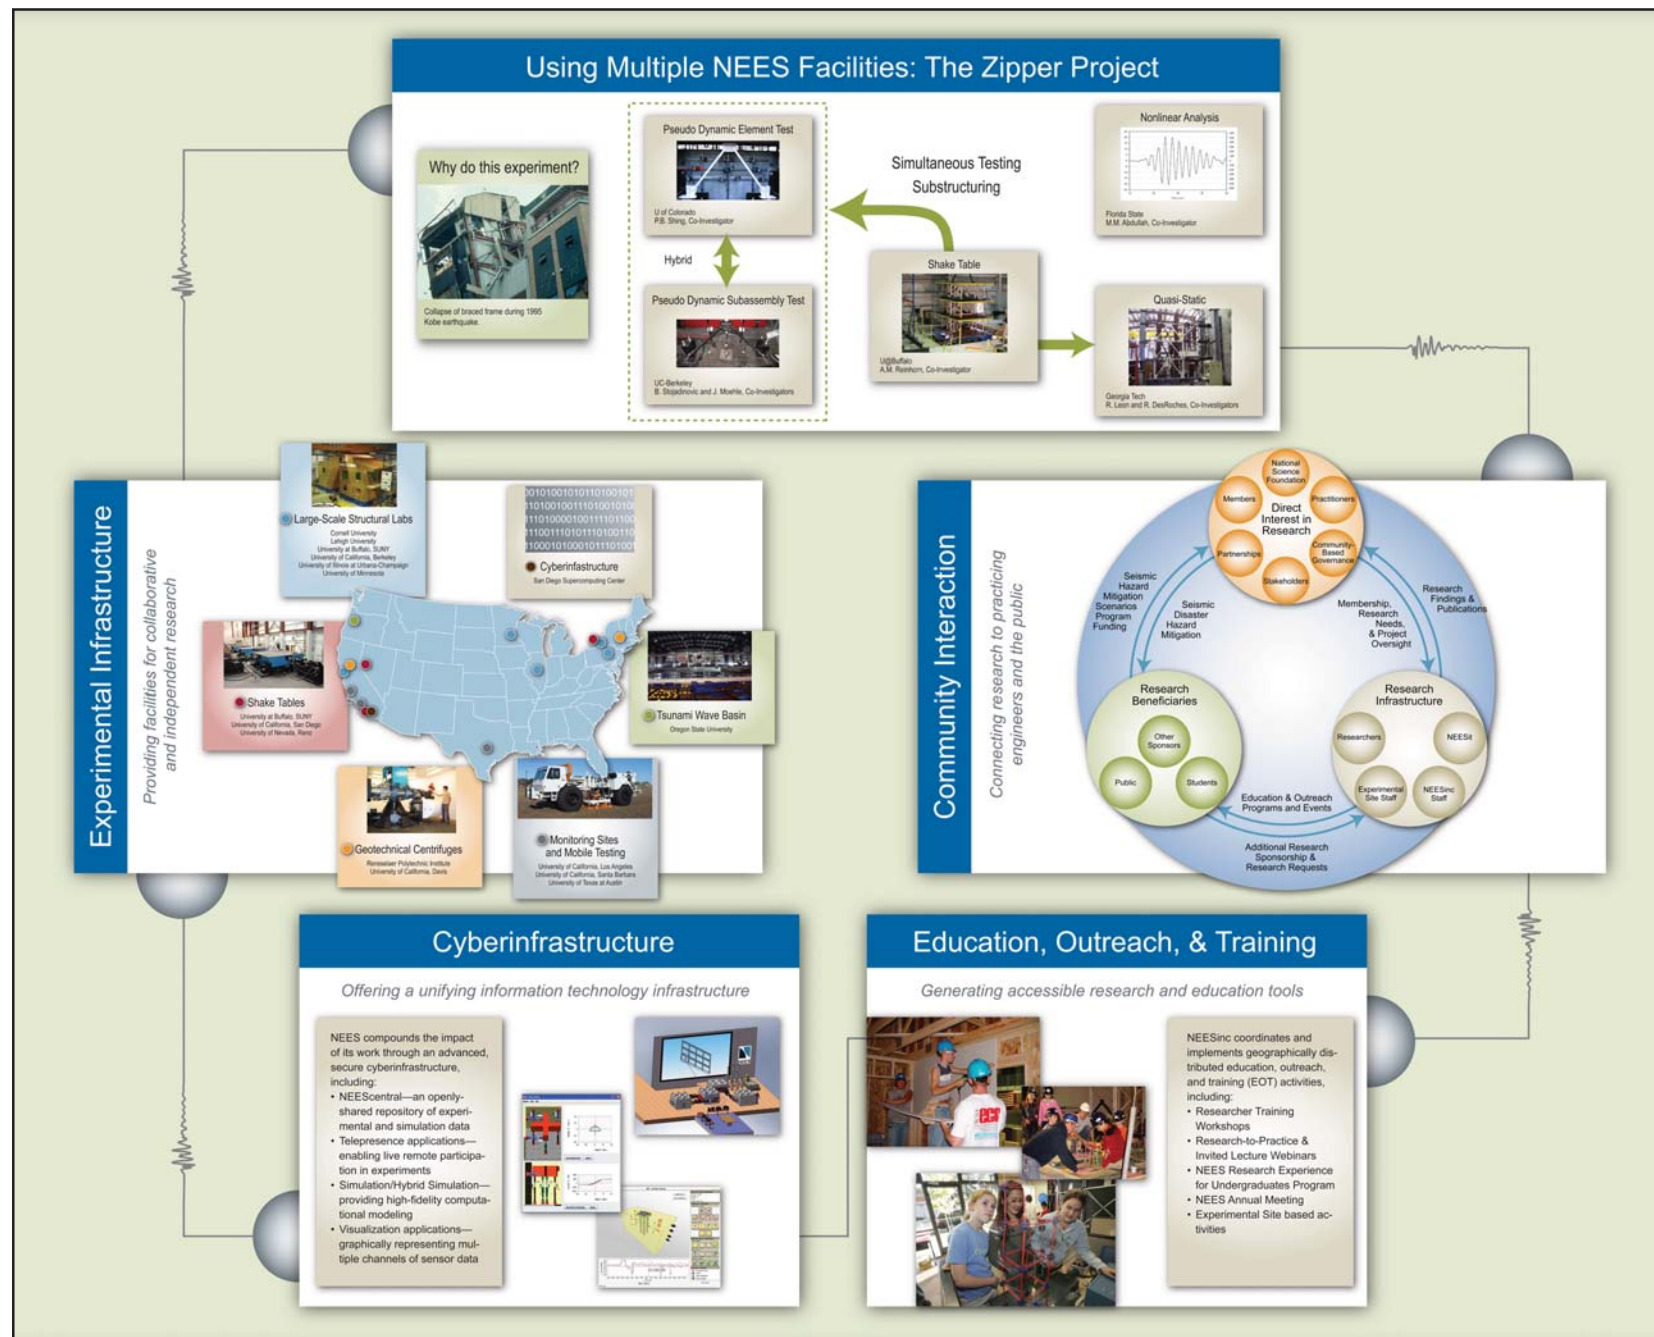 Using Multiple NEES Facilities: The Zipper Project
Why do this experiment?
Collapse of braced frame during 1995
Kobe earthquake.
Pseudo Dynamic Element Test
U of Colorado
P.B. Shing, Co-Investigator
Hybrid
Pseudo Dynamic Subassembly Test
UC-Berkeley
B. Stojadinovic and J. Moehle, Co-Investigators
Simultaneous Testing
Substructuring
Shake Table
U@Buffalo
A.M. Reinhorn, Co-Investigator
Nonlinear Analysis
Florida State
M.M. Abdullah, Co-Investigator
Quasi-Static
Georgia Tech
R. Leon and R. DesRoches, Co-Investigators
Experimental Infrastructure
Providing facilities for collaborative
and independent research
Large-Scale Structural Labs
Cornell University
Lehigh University
University at Buffalo, SUNY
University of California, Berkeley
University of Illinois at Urbana-Champaign
University of Minnesota
Cyberinfastructure
San Diego Supercomputing Center
Shake Tables
University at Buffalo, SUNY
University of California, San Diego
University of Nevada, Reno
Tsunami Wave Basin
Oregon State University
Geotechnical Centrifuges
Rensselaer Polytechnic Institute
University of California, Davis
Monitoring Sites
and Mobile Testing
University of California, Los Angeles
University of California, Santa Barbara
University of Texas at Austin
Community Interaction
Connecting research to practicing
engineers and the public
National
Science
Foundation
Members
Practitioners
Direct
Interest in
Research
Partnerships
Community-
Based
Governance
Stakeholders
Seismic
Hazard
Mitigation
Scenarios
Program
Funding
Seismic
Disaster
Hazard
Mitigation
Membership,
Research
Needs,
& Project
Oversight
Research
Findings &
Publications
Research
Beneficiaries
Other
Sponsors
Public
Students
Research
Infrastructure
Researchers
NEESit
Experimental
Site Staff
NEESinc
Staff
Education & Outreach
Programs and Events
Additional Research
Sponsorship &
Research Requests
Cyberinfrastructure
Offering a unifying information technology infrastructure
NEES compounds the impact
of its work through an advanced,
secure cyberinfrastructure,
including:
• NEEScentral—an openly-
shared repository of experi-
mental and simulation data
• Telepresence applications—
enabling live remote participa-
tion in experiments
• Simulation/Hybrid Simulation—
providing high-fidelity computa-
tional modeling
• Visualization applications—
graphically representing mul-
tiple channels of sensor data
Education, Outreach, & Training
Generating accessible research and education tools
NEESinc coordinates and
implements geographically dis-
tributed education, outreach,
and training (EOT) activities,
including:
• Researcher Training
Workshops
• Research-to-Practice &
Invited Lecture Webinars
• NEES Research Experience
for Undergraduates Program
• NEES Annual Meeting
• Experimental Site based ac-
tivities